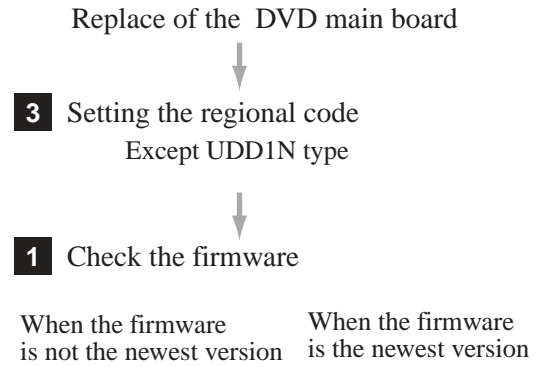 Replace of the DVD main board
3 Setting the regional code
Except UDD1N type
1 Check the firmware
When the firmware
is not the newest version
When the firmware
is the newest version